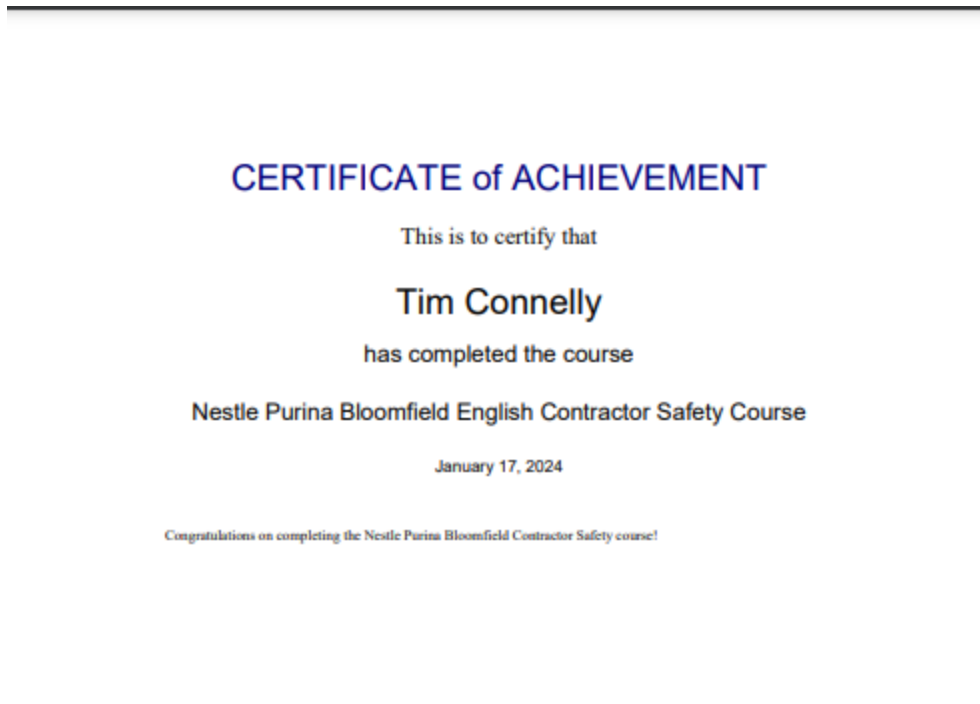 CERTIFICATE of ACHIEVEMENT
This is to certify that
Tim Connelly
has completed the course
Nestle Purina Bloomfield English Contractor Safety Course
January 17, 2024
Congratulations on completing the Nestle Purina Bloomfield Contractor Safety course!